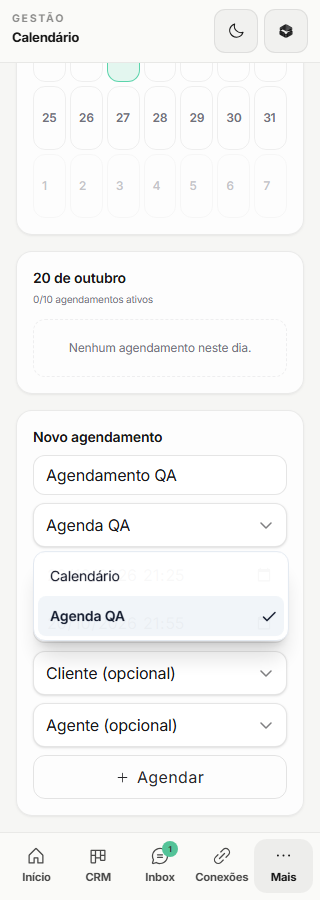 GESTÃO
Calendário
25 26 27 28 29 30 31
1 2 3 4 5 6 7
20 de outubro
0/10 agendamentos ativos
Nenhum agendamento neste dia.
Novo agendamento
Agendamento QA
Agenda QA
Calendário
Agenda QA
Cliente (opcional)
Agente (opcional)
+ Agendar
1
Início CRM Inbox Conexões Mais